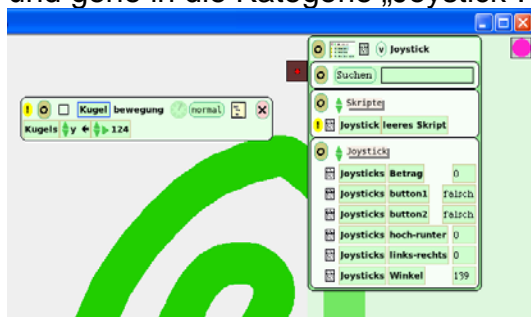 und gehe in die Kategorie „Joystick“.
Joystick
Suchen
Kugel bewegung normal
Kugels y ← 124
Skripte
Joystick leeres Skript
Joystick
Joysticks Betrag 0
Joysticks button1 falsch
Joysticks button2 falsch
Joysticks hoch-runter 0
Joysticks links-rechts 0
Joysticks Winkel 139